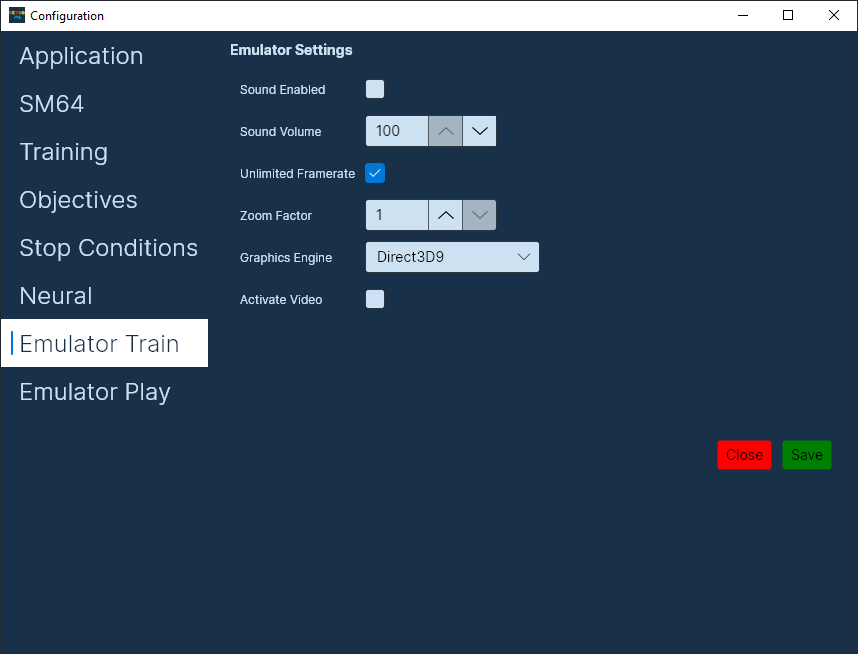 Configuration
Application
SM64
Training
Objectives
Stop Conditions
Neural
Emulator Train
Emulator Play
Emulator Settings
Sound Enabled
Sound Volume 100
Unlimited Framerate
Zoom Factor 1
Graphics Engine Direct3D9
Activate Video
Close Save